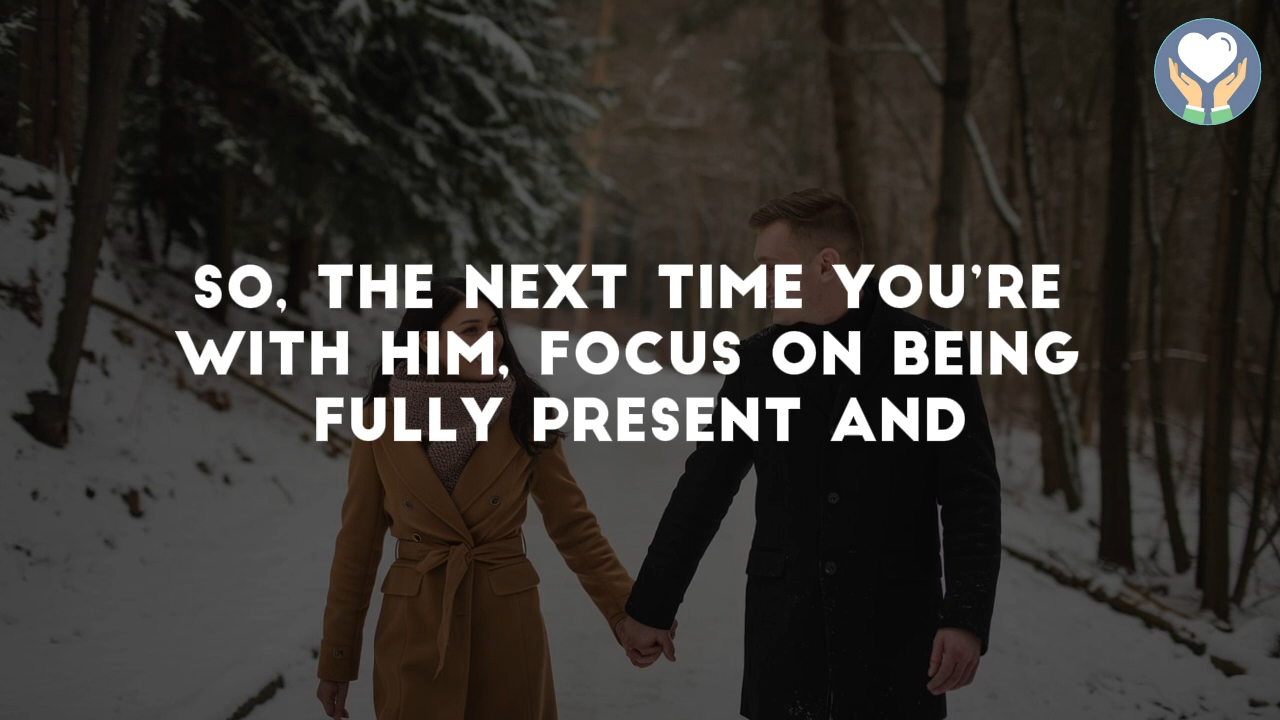 SO, THE NEXT TIME YOU’RE
WITH HIM, FOCUS ON BEING
FULLY PRESENT AND